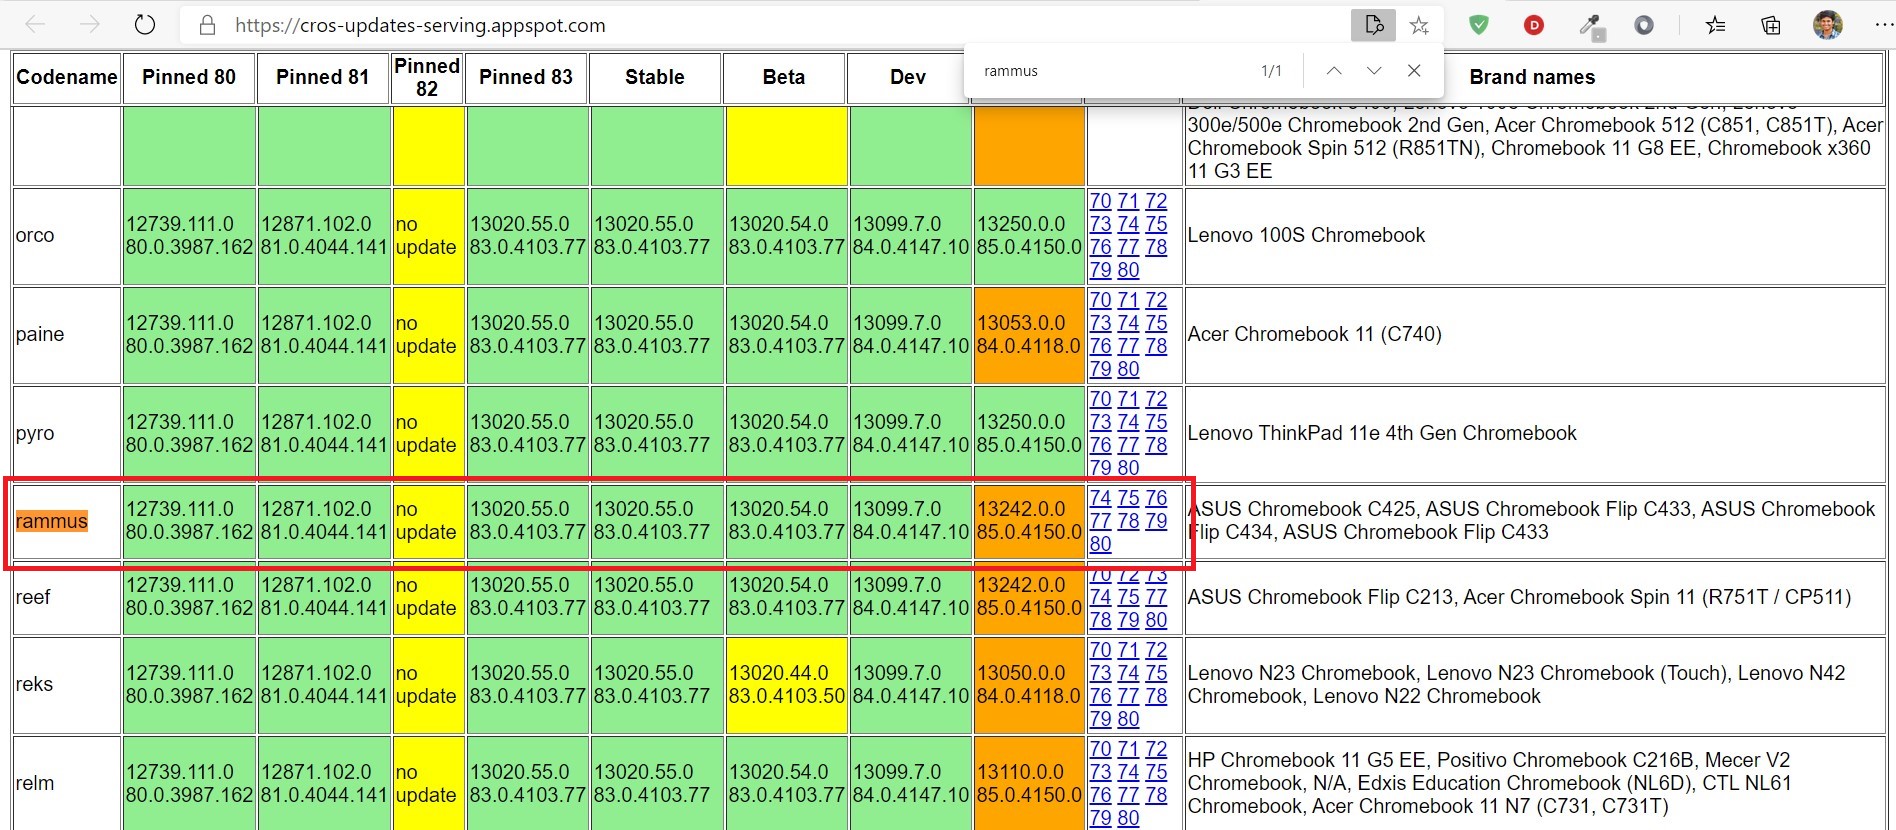 https://cros-updates-serving.appspot.com
D
rammus
1/1
Codename Pinned 80 Pinned 81 Pinned 82 Pinned 83 Stable Beta Dev Brand names
300e/500e Chromebook 2nd Gen, Acer Chromebook 512 (C851, C851T), Acer
Chromebook Spin 512 (R851TN), Chromebook 11 G8 EE, Chromebook x360
11 G3 EE
orco
12739.111.0
80.0.3987.162
12871.102.0
81.0.4044.141
no
update
13020.55.0
83.0.4103.77
13020.55.0
83.0.4103.77
13020.54.0
83.0.4103.77
13099.7.0
84.0.4147.10
13250.0.0
85.0.4150.0
70 71 72
73 74 75
76 77 78
79 80
Lenovo 100S Chromebook
paine
12739.111.0
80.0.3987.162
12871.102.0
81.0.4044.141
no
update
13020.55.0
83.0.4103.77
13020.55.0
83.0.4103.77
13020.54.0
83.0.4103.77
13099.7.0
84.0.4147.10
13053.0.0
84.0.4118.0
70 71 72
73 74 75
76 77 78
79 80
Acer Chromebook 11 (C740)
pyro
12739.111.0
80.0.3987.162
12871.102.0
81.0.4044.141
no
update
13020.55.0
83.0.4103.77
13020.55.0
83.0.4103.77
13020.54.0
83.0.4103.77
13099.7.0
84.0.4147.10
13250.0.0
85.0.4150.0
70 71 72
73 74 75
76 77 78
79 80
Lenovo ThinkPad 11e 4th Gen Chromebook
rammus
12739.111.0
80.0.3987.162
12871.102.0
81.0.4044.141
no
update
13020.55.0
83.0.4103.77
13020.55.0
83.0.4103.77
13020.54.0
83.0.4103.77
13099.7.0
84.0.4147.10
13242.0.0
85.0.4150.0
74 75 76
77 78 79
80
ASUS Chromebook C425, ASUS Chromebook Flip C433, ASUS Chromebook
Flip C434, ASUS Chromebook Flip C433
reef
12739.111.0
80.0.3987.162
12871.102.0
81.0.4044.141
no
update
13020.55.0
83.0.4103.77
13020.55.0
83.0.4103.77
13020.54.0
83.0.4103.77
13099.7.0
84.0.4147.10
13242.0.0
85.0.4150.0
70 72 73
74 75 77
78 79 80
ASUS Chromebook Flip C213, Acer Chromebook Spin 11 (R751T / CP511)
reks
12739.111.0
80.0.3987.162
12871.102.0
81.0.4044.141
no
update
13020.55.0
83.0.4103.77
13020.55.0
83.0.4103.77
13020.44.0
83.0.4103.50
13099.7.0
84.0.4147.10
13050.0.0
84.0.4118.0
70 71 72
73 74 75
76 77 78
79 80
Lenovo N23 Chromebook, Lenovo N23 Chromebook (Touch), Lenovo N42
Chromebook, Lenovo N22 Chromebook
relm
12739.111.0
80.0.3987.162
12871.102.0
81.0.4044.141
no
update
13020.55.0
83.0.4103.77
13020.55.0
83.0.4103.77
13020.54.0
83.0.4103.77
13099.7.0
84.0.4147.10
13110.0.0
85.0.4150.0
70 71 72
73 74 75
76 77 78
79 80
HP Chromebook 11 G5 EE, Positivo Chromebook C216B, Mecer V2
Chromebook, N/A, Edxis Education Chromebook (NL6D), CTL NL61
Chromebook, Acer Chromebook 11 N7 (C731, C731T)